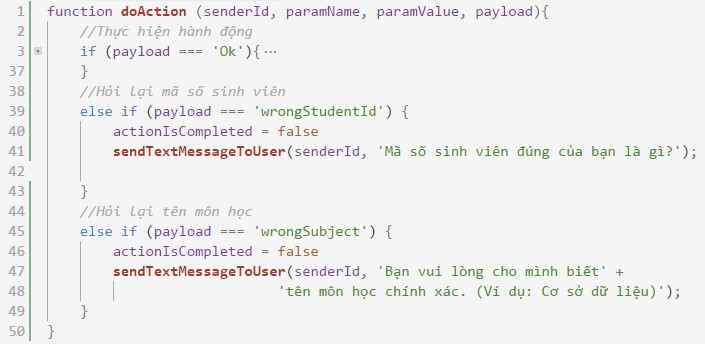 1 function doAction (senderId, paramName, paramValue, payload){
2 //Thực hiện hành động
3 if (payload === 'Ok'){ ⋯
37 }
38 //Hỏi lại mã số sinh viên
39 else if (payload === 'wrongStudentId') {
40 actionIsCompleted = false
41 sendTextMessageToUser(senderId, 'Mã số sinh viên đúng của bạn là gì?');
42
43 }
44 //Hỏi lại tên môn học
45 else if (payload === 'wrongSubject') {
46 actionIsCompleted = false
47 sendTextMessageToUser(senderId, 'Bạn vui lòng cho mình biết' +
48 'tên môn học chính xác. (Ví dụ: Cơ sở dữ liệu)');
49 }
50 }